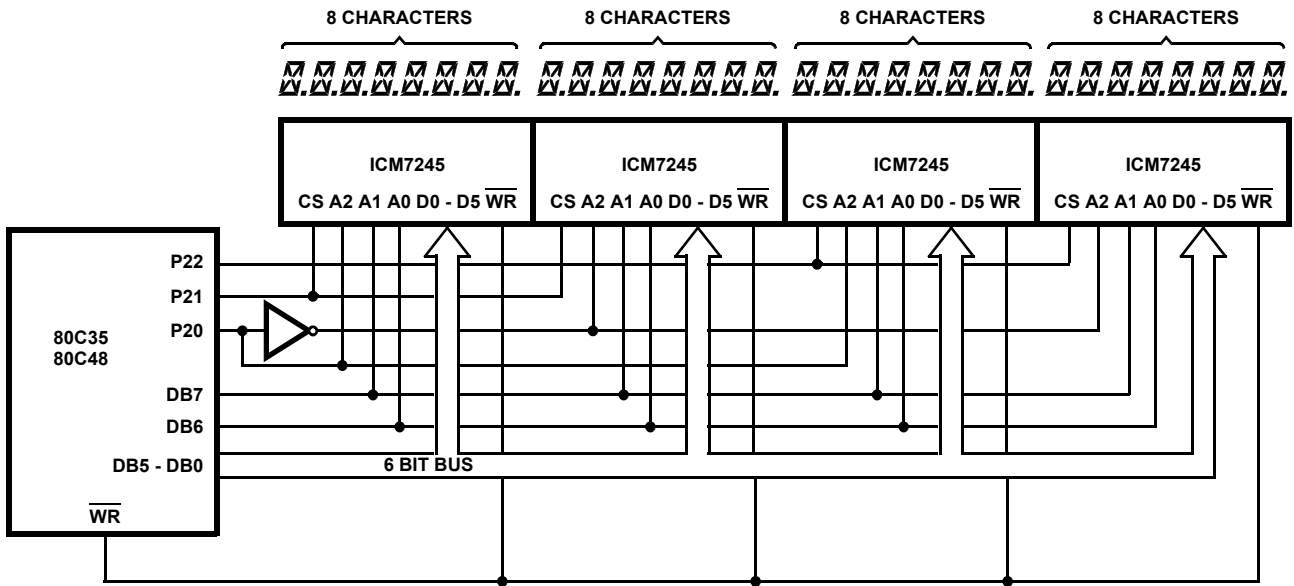 8 CHARACTERS 8 CHARACTERS 8 CHARACTERS 8 CHARACTERS
ICM7245 ICM7245 ICM7245 ICM7245
CS A2 A1 A0 D0 - D5 WR CS A2 A1 A0 D0 - D5 WR CS A2 A1 A0 D0 - D5 WR CS A2 A1 A0 D0 - D5 WR
P22
P21
P20
80C35
80C48
DB7
DB6
DB5 - DB0 6 BIT BUS
WR